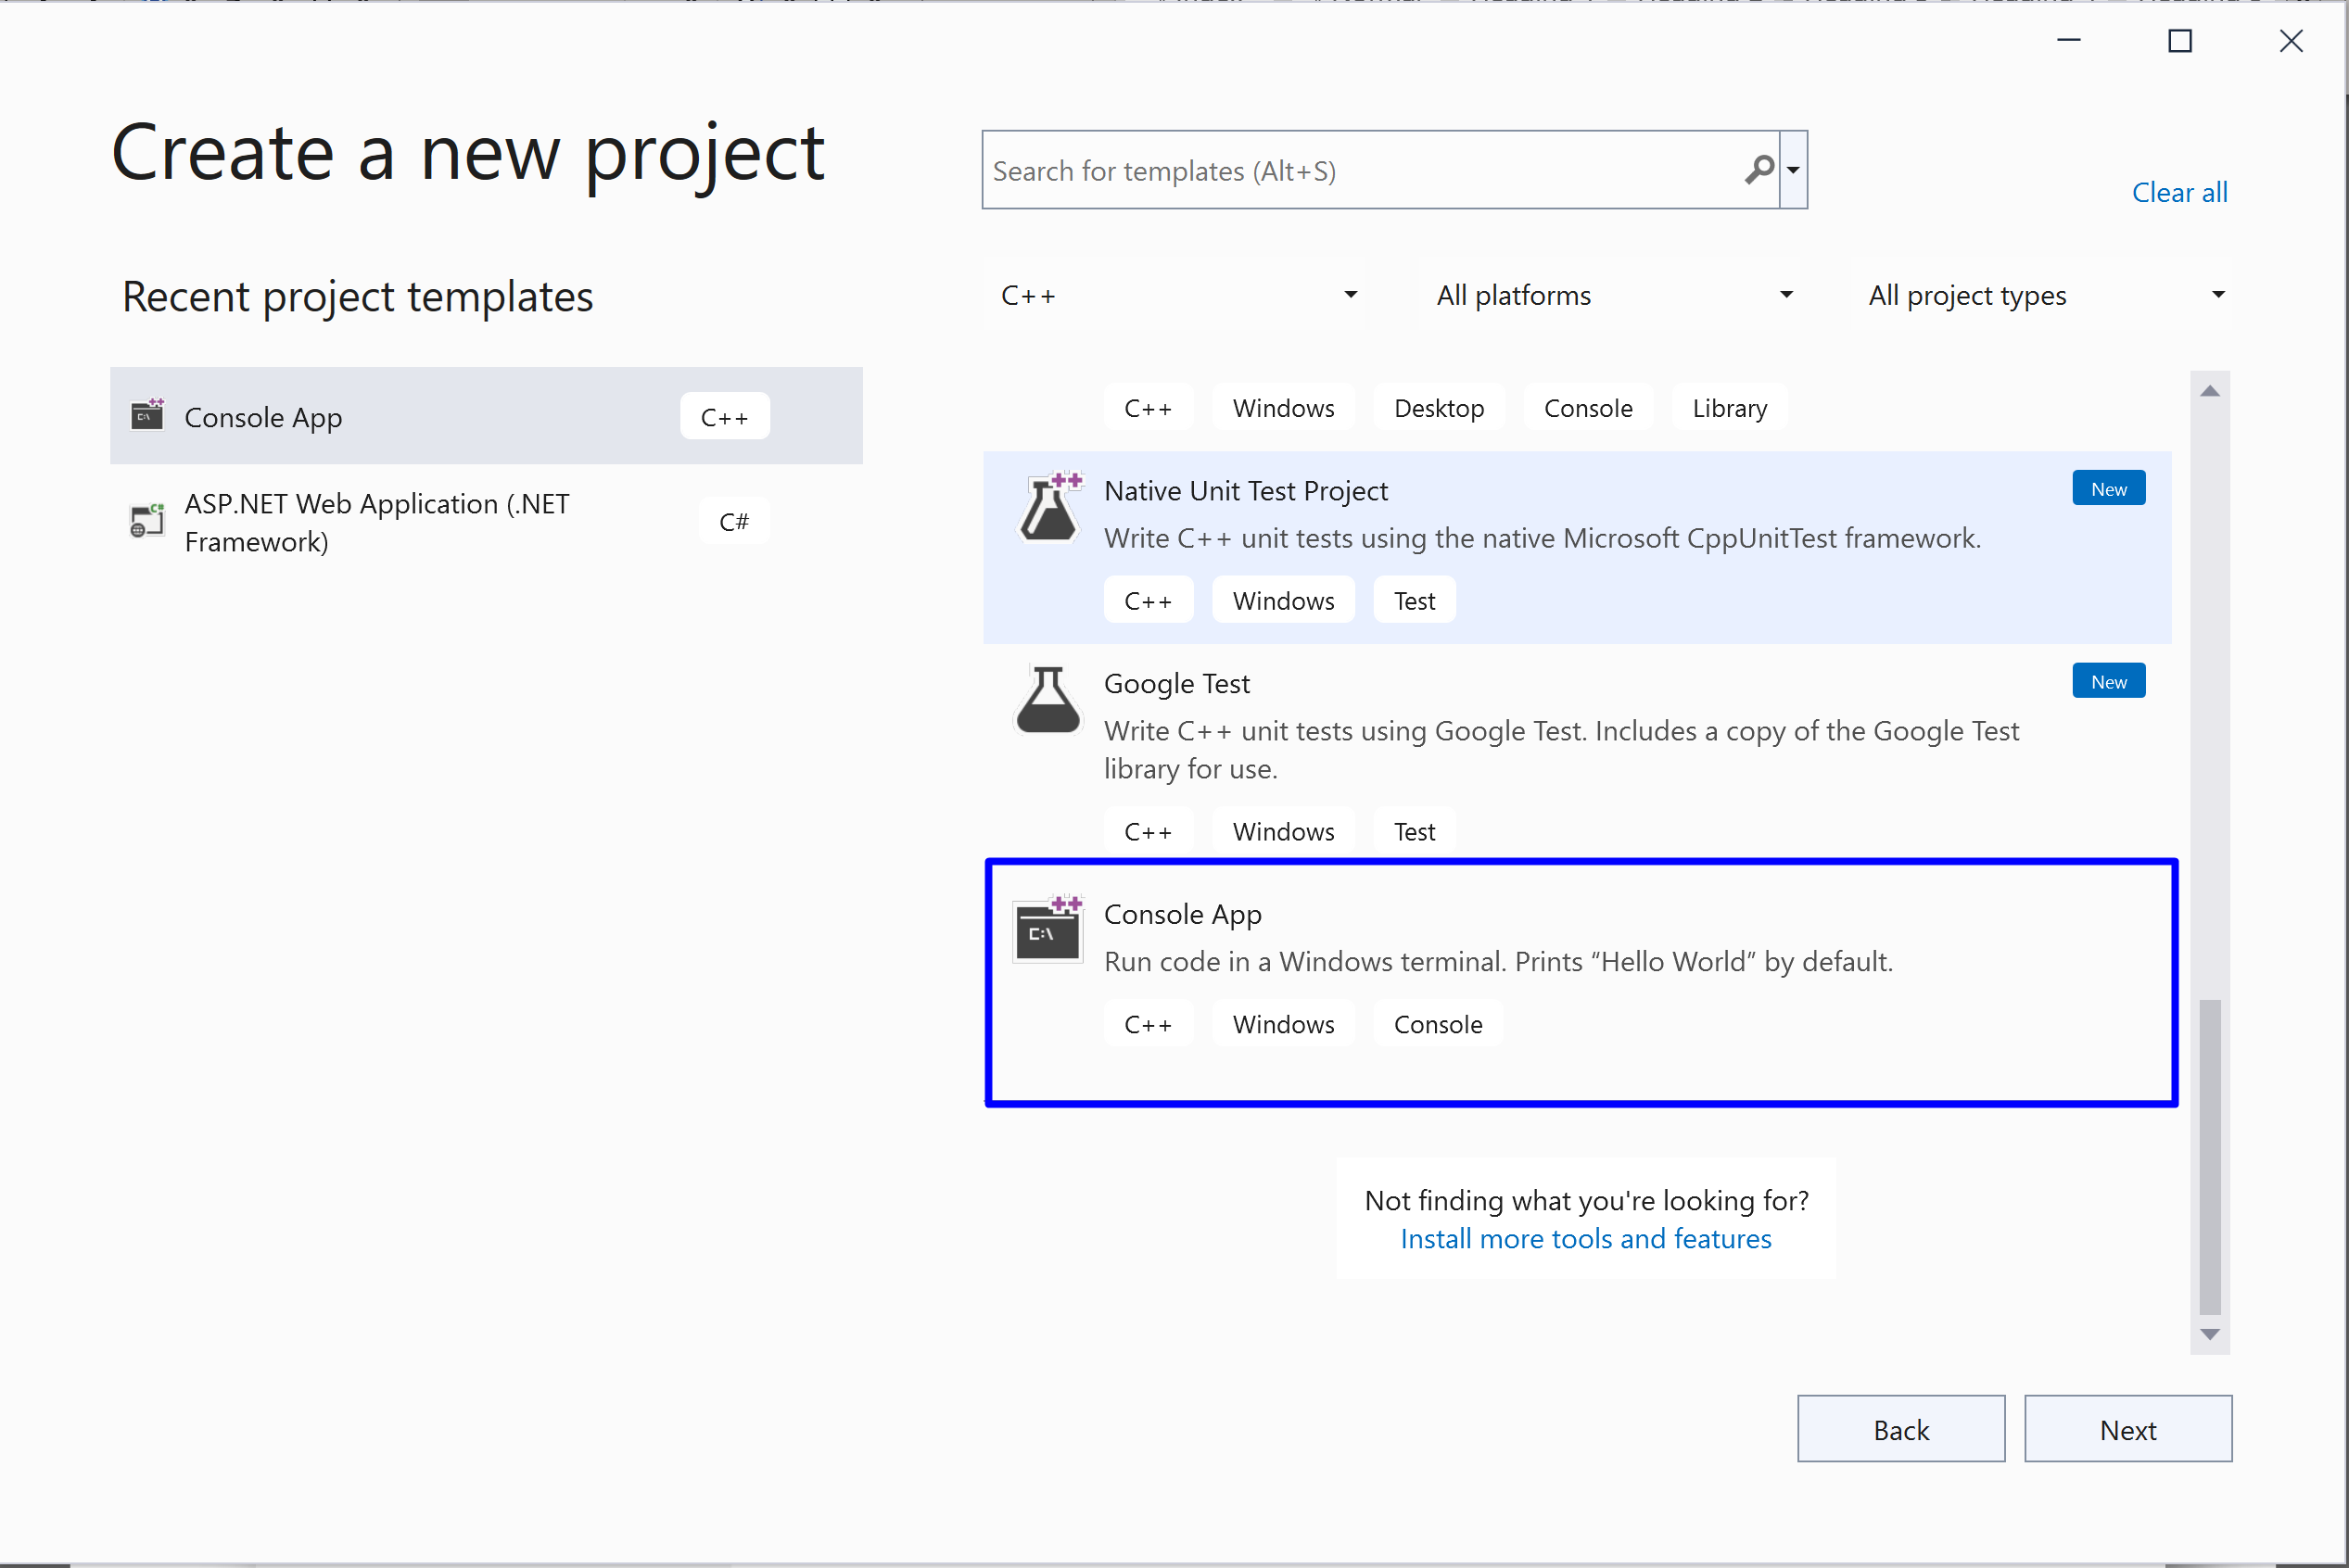 Create a new project
Search for templates (Alt+S)
Clear all
Recent project templates
C++
All platforms
All project types
Console App
C++
ASP.NET Web Application (.NET
Framework)
C#
C++ Windows Desktop Console Library
Native Unit Test Project
New
Write C++ unit tests using the native Microsoft CppUnitTest framework.
C++ Windows Test
Google Test
New
Write C++ unit tests using Google Test. Includes a copy of the Google Test
library for use.
C++ Windows Test
C:\
Console App
Run code in a Windows terminal. Prints “Hello World” by default.
C++ Windows Console
Not finding what you're looking for?
Install more tools and features
Back
Next